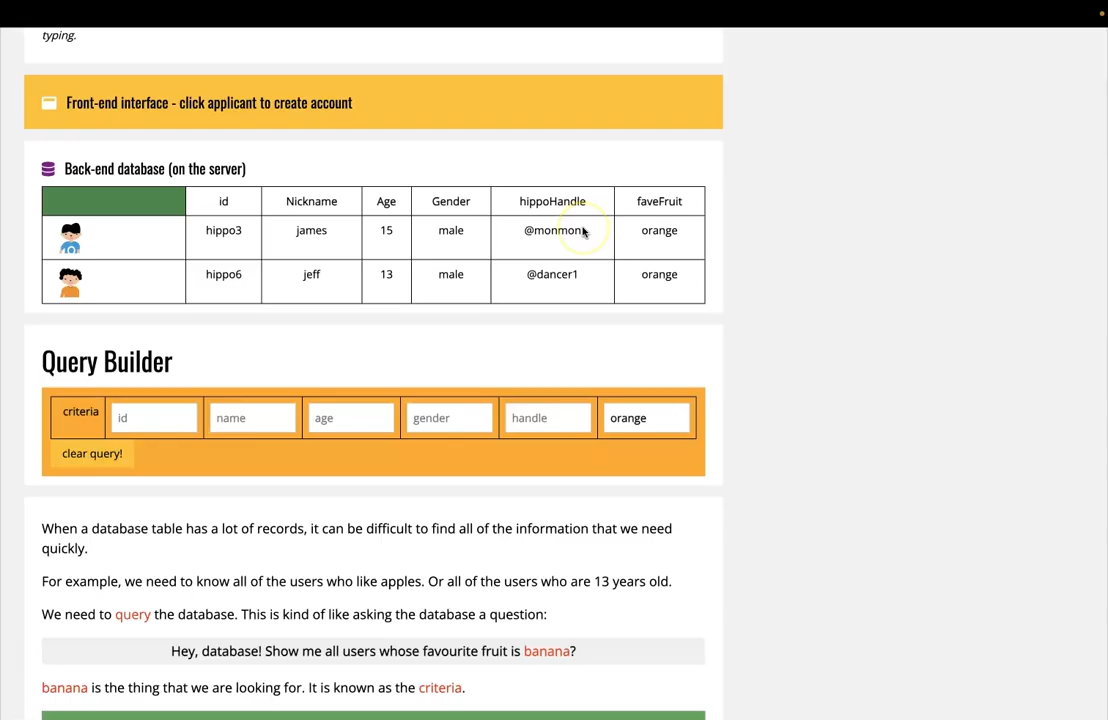 typing.
Front-end interface - click applicant to create account
Back-end database (on the server)
id Nickname Age Gender hippoHandle faveFruit
hippo3 james 15 male @monmon orange
hippo6 jeff 13 male @dancer1 orange
Query Builder
criteria id name age gender handle orange
clear query!
When a database table has a lot of records, it can be difficult to find all of the information that we need
quickly.
For example, we need to know all of the users who like apples. Or all of the users who are 13 years old.
We need to query the database. This is kind of like asking the database a question:
Hey, database! Show me all users whose favourite fruit is banana?
banana is the thing that we are looking for. It is known as the criteria.